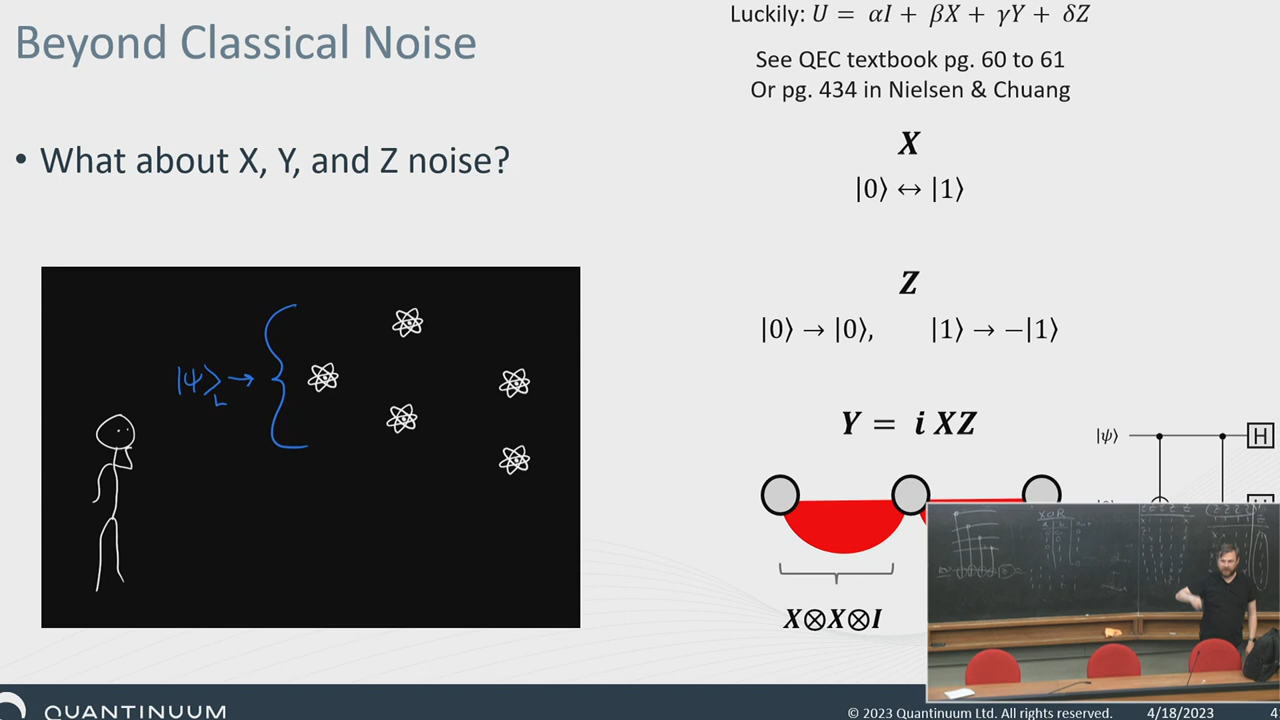 Beyond Classical Noise
• What about X, Y, and Z noise?
|ψ⟩L →
Luckily: U = αI + βX + γY + δZ
See QEC textbook pg. 60 to 61
Or pg. 434 in Nielsen & Chuang
X
|0⟩ ↔ |1⟩
Z
|0⟩ → |0⟩, |1⟩ → −|1⟩
Y = i XZ
|ψ⟩
H
X⊗X⊗I
XOR
QUANTINUUM
© 2023 Quantinuum Ltd. All rights reserved. 4/18/2023